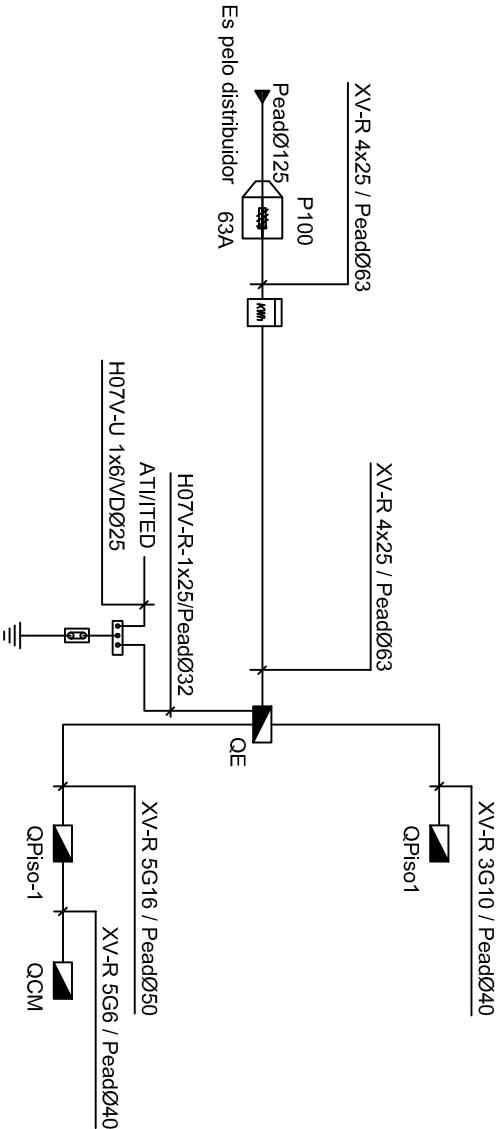 XV-R 4x25 / PeadØ63
P100
63A
PeadØ125
Es pelo distribuidor
KWh
XV-R 4x25 / PeadØ63
H07V-R-1x25/PeadØ32
ATI/ITED
H07V-U 1x6/VDØ25
QE
XV-R 3G10 / PeadØ40
QPiso1
XV-R 5G16 / PeadØ50
QPiso-1
XV-R 5G6 / PeadØ40
QCM